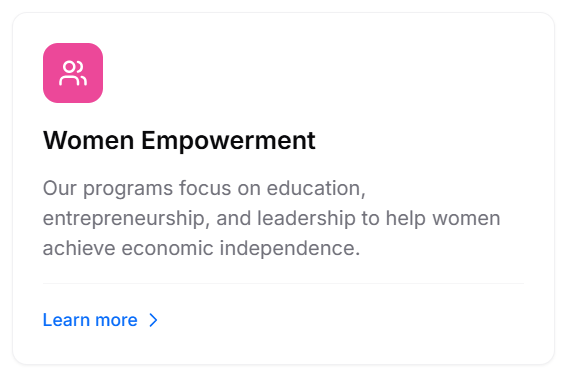 Women Empowerment
Our programs focus on education,
entrepreneurship, and leadership to help women
achieve economic independence.
Learn more